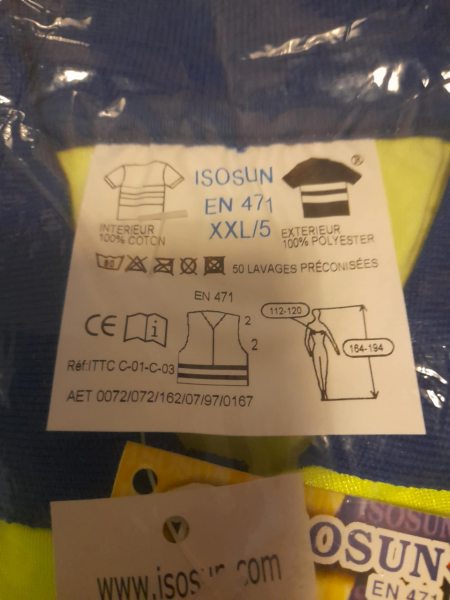 ISOSUN
EN 471
XXL/5
INTERIEUR
100% COTON
EXTERIEUR
100% POLYESTER
50 LAVAGES PRÉCONISÉES
EN 471
2
2
112-120
164-194
CE i
Réf:ITTC C-01-C-03
AET 0072/072/162/07/97/0167
www.isosun.com
ISOSUN
OSUN
EN 471